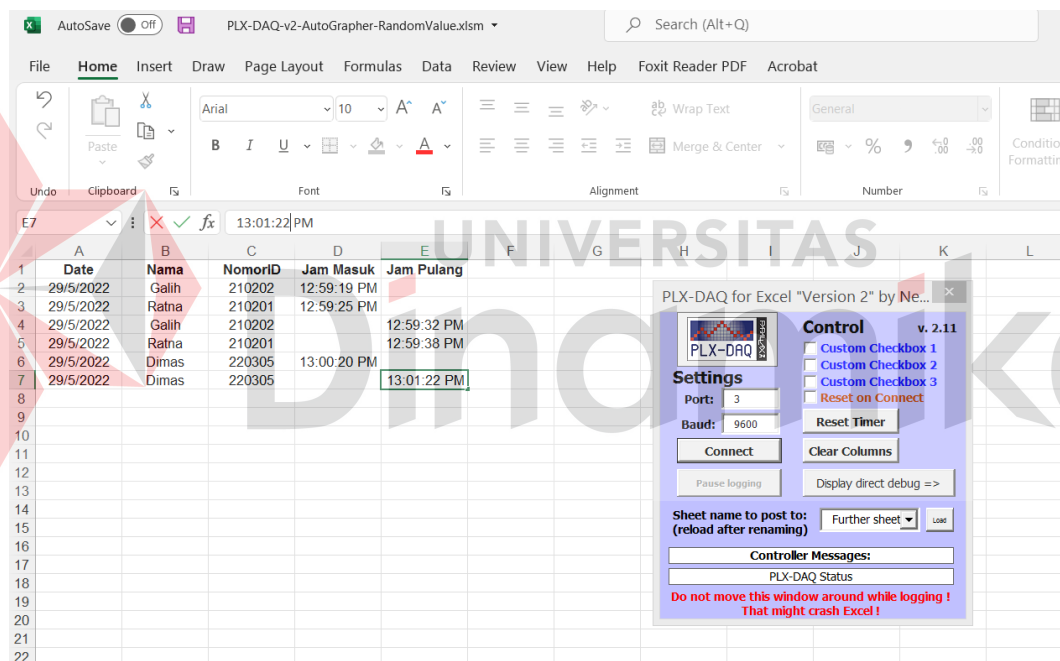 AutoSave Off PLX-DAQ-v2-AutoGrapher-RandomValue.xlsm Search (Alt+Q)
File Home Insert Draw Page Layout Formulas Data Review View Help Foxit Reader PDF Acrobat
Arial 10 A^ Aˇ ab Wrap Text General
Paste B I U A Merge & Center % 9 .00 .00 Conditio
Formattin
Undo Clipboard Font Alignment Number
E7 fx 13:01:22 PM
UNIVERSITAS
Dinamika
A B C D E F G H I J K L
1 Date Nama NomorID Jam Masuk Jam Pulang
2 29/5/2022 Galih 210202 12:59:19 PM
3 29/5/2022 Ratna 210201 12:59:25 PM
4 29/5/2022 Galih 210202 12:59:32 PM
5 29/5/2022 Ratna 210201 12:59:38 PM
6 29/5/2022 Dimas 220305 13:00:20 PM
7 29/5/2022 Dimas 220305 13:01:22 PM
8
9
10
11
12
13
14
15
16
17
18
19
20
21
22
PLX-DAQ for Excel "Version 2" by Ne...
PLX-DAQ PARALLAX
Control v. 2.11
Custom Checkbox 1
Custom Checkbox 2
Custom Checkbox 3
Reset on Connect
Settings
Port: 3
Baud: 9600
Reset Timer
Connect
Clear Columns
Pause logging
Display direct debug =>
Sheet name to post to:
(reload after renaming)
Further sheet
Load
Controller Messages:
PLX-DAQ Status
Do not move this window around while logging !
That might crash Excel !